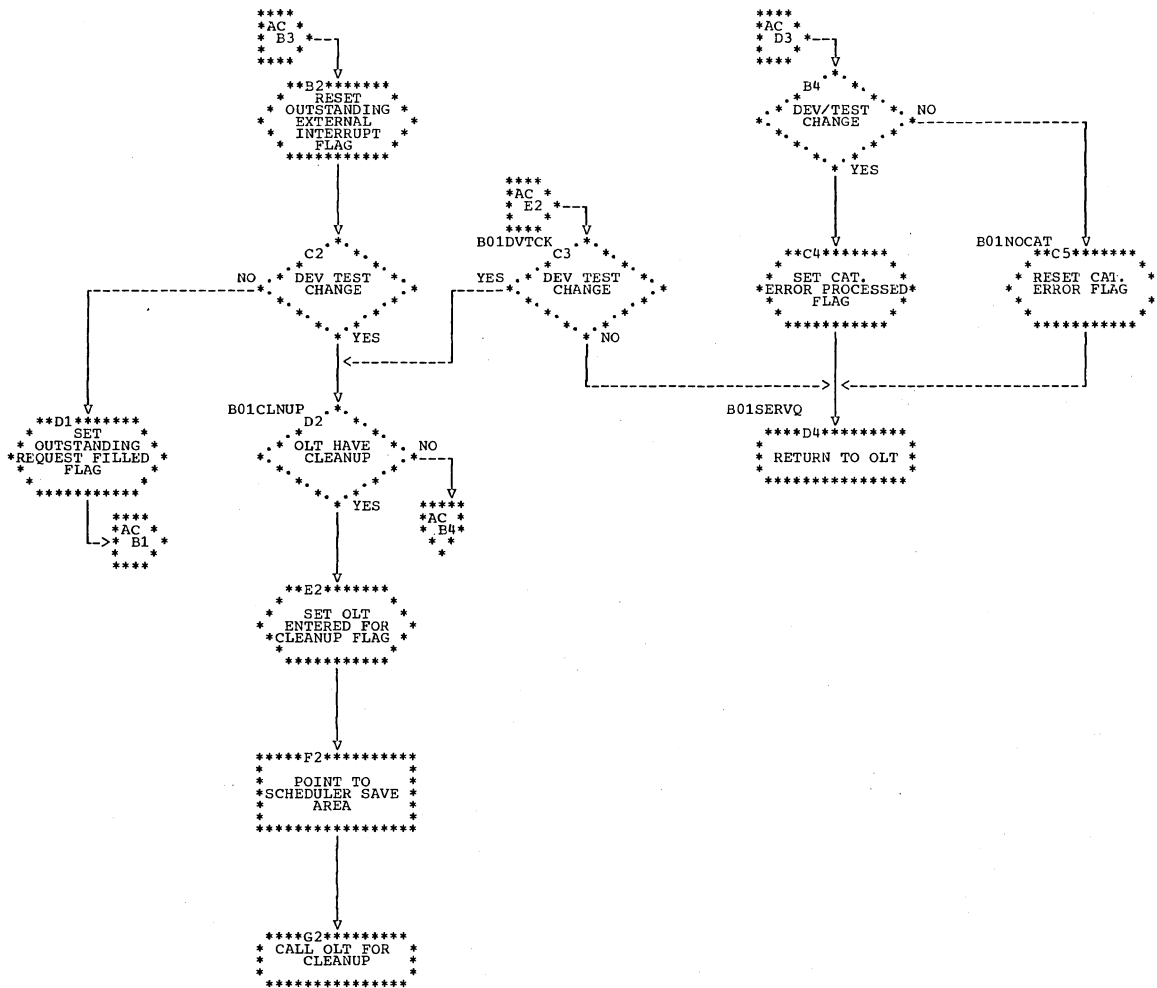 AC
B3
AC
D3
B2
RESET
OUTSTANDING
EXTERNAL
INTERRUPT
FLAG
B4
DEV/TEST
CHANGE
NO
YES
AC
E2
B01DVTCK
B01NOCAT
C2
DEV TEST
CHANGE
NO
YES
C3
DEV TEST
CHANGE
YES
NO
C4
SET CAT.
ERROR PROCESSED
FLAG
C5
RESET CAT.
ERROR FLAG
B01CLNUP
B01SERVQ
D1
SET
OUTSTANDING
REQUEST FILLED
FLAG
D2
OLT HAVE
CLEANUP
NO
YES
D4
RETURN TO OLT
AC
B1
AC
B4
E2
SET OLT
ENTERED FOR
CLEANUP FLAG
F2
POINT TO
SCHEDULER SAVE
AREA
G2
CALL OLT FOR
CLEANUP